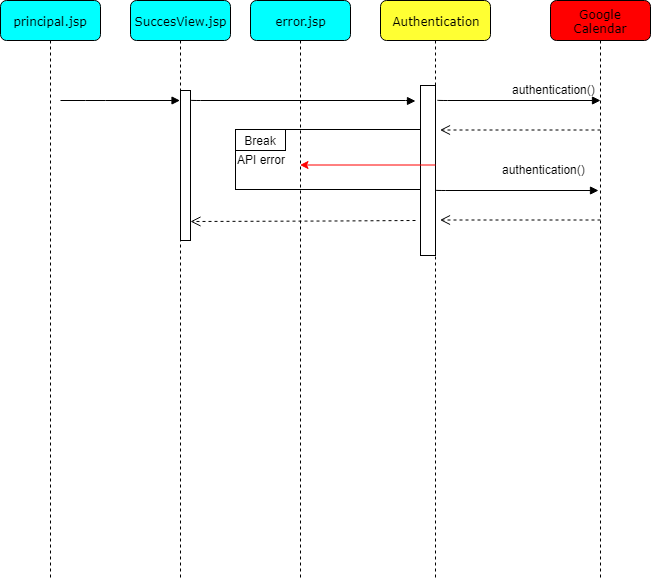 principal.jsp
SuccesView.jsp
error.jsp
Authentication
Google
Calendar
authentication()
Break
API error
authentication()